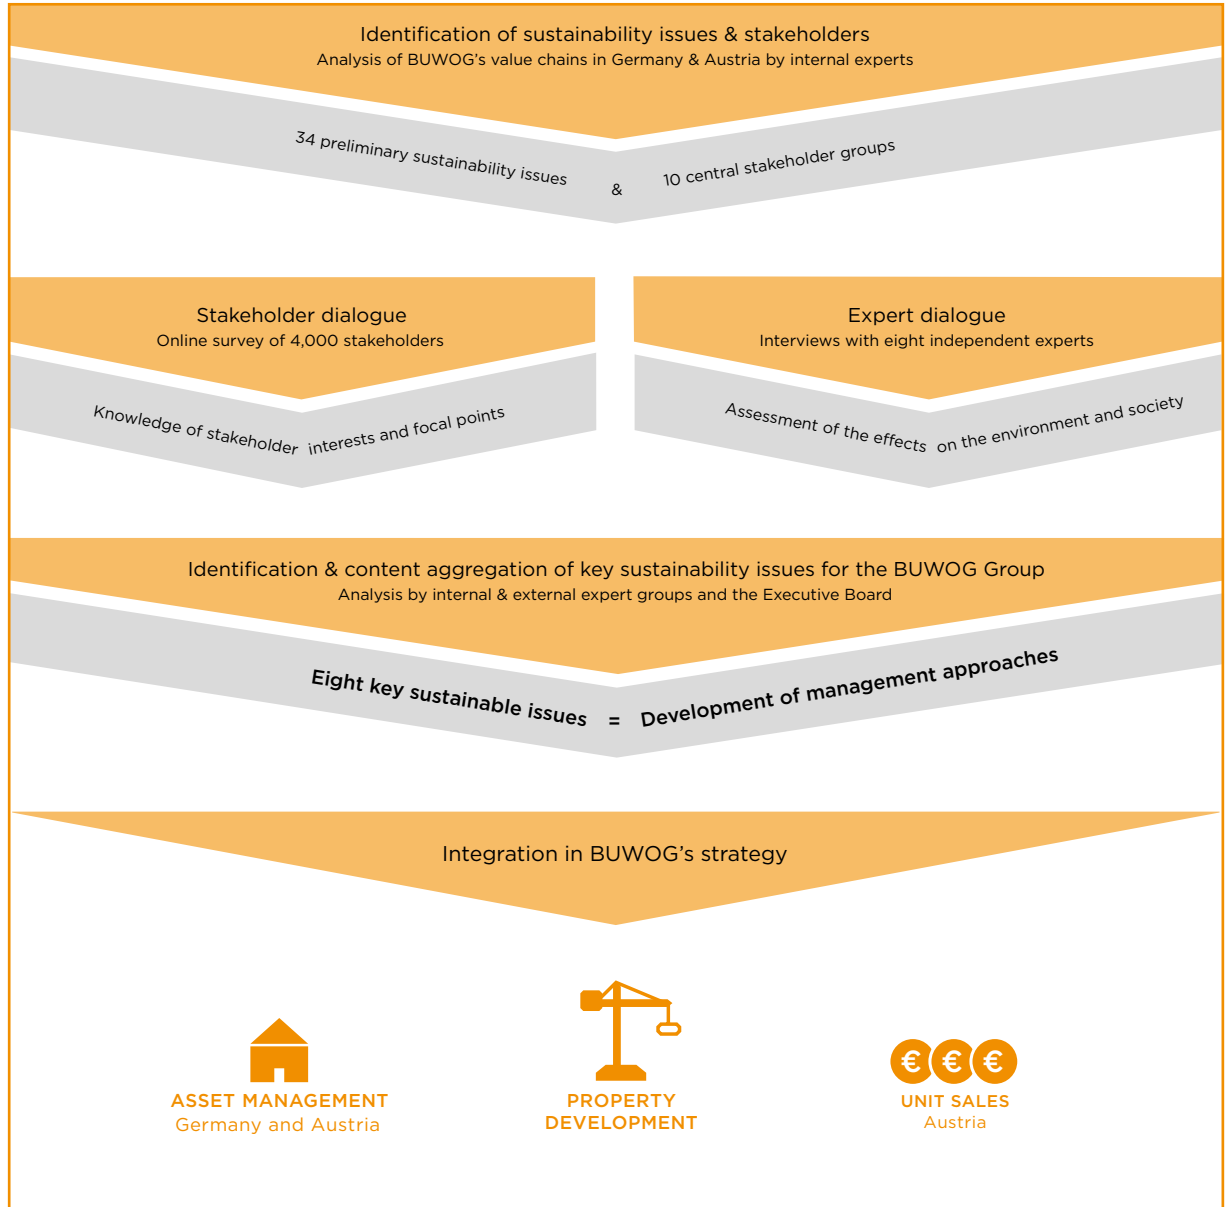 Identification of sustainability issues & stakeholders
Analysis of BUWOG’s value chains in Germany & Austria by internal experts
34 preliminary sustainability issues & 10 central stakeholder groups
Stakeholder dialogue
Online survey of 4,000 stakeholders
Knowledge of stakeholder interests and focal points
Expert dialogue
Interviews with eight independent experts
Assessment of the effects on the environment and society
Identification & content aggregation of key sustainability issues for the BUWOG Group
Analysis by internal & external expert groups and the Executive Board
Eight key sustainable issues = Development of management approaches
Integration in BUWOG’s strategy
ASSET MANAGEMENT
Germany and Austria
PROPERTY
DEVELOPMENT
€ € €
UNIT SALES
Austria